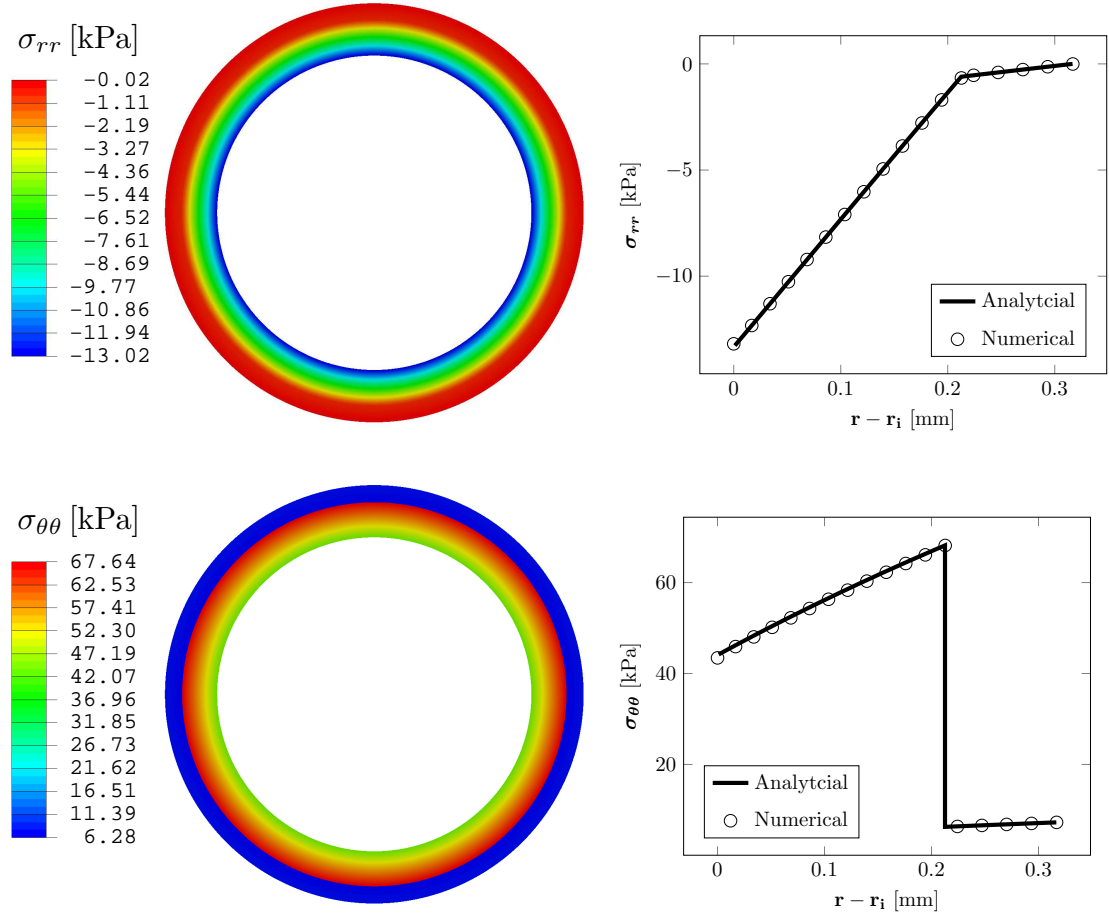 σrr [kPa]
-0.02
-1.11
-2.19
-3.27
-4.36
-5.44
-6.52
-7.61
-8.69
-9.77
-10.86
-11.94
-13.02
0
−5
−10
σrr [kPa]
Analytcial
Numerical
0 0.1 0.2 0.3
r − ri [mm]
σθθ [kPa]
67.64
62.53
57.41
52.30
47.19
42.07
36.96
31.85
26.73
21.62
16.51
11.39
6.28
60
40
20
σθθ [kPa]
Analytcial
Numerical
0 0.1 0.2 0.3
r − ri [mm]